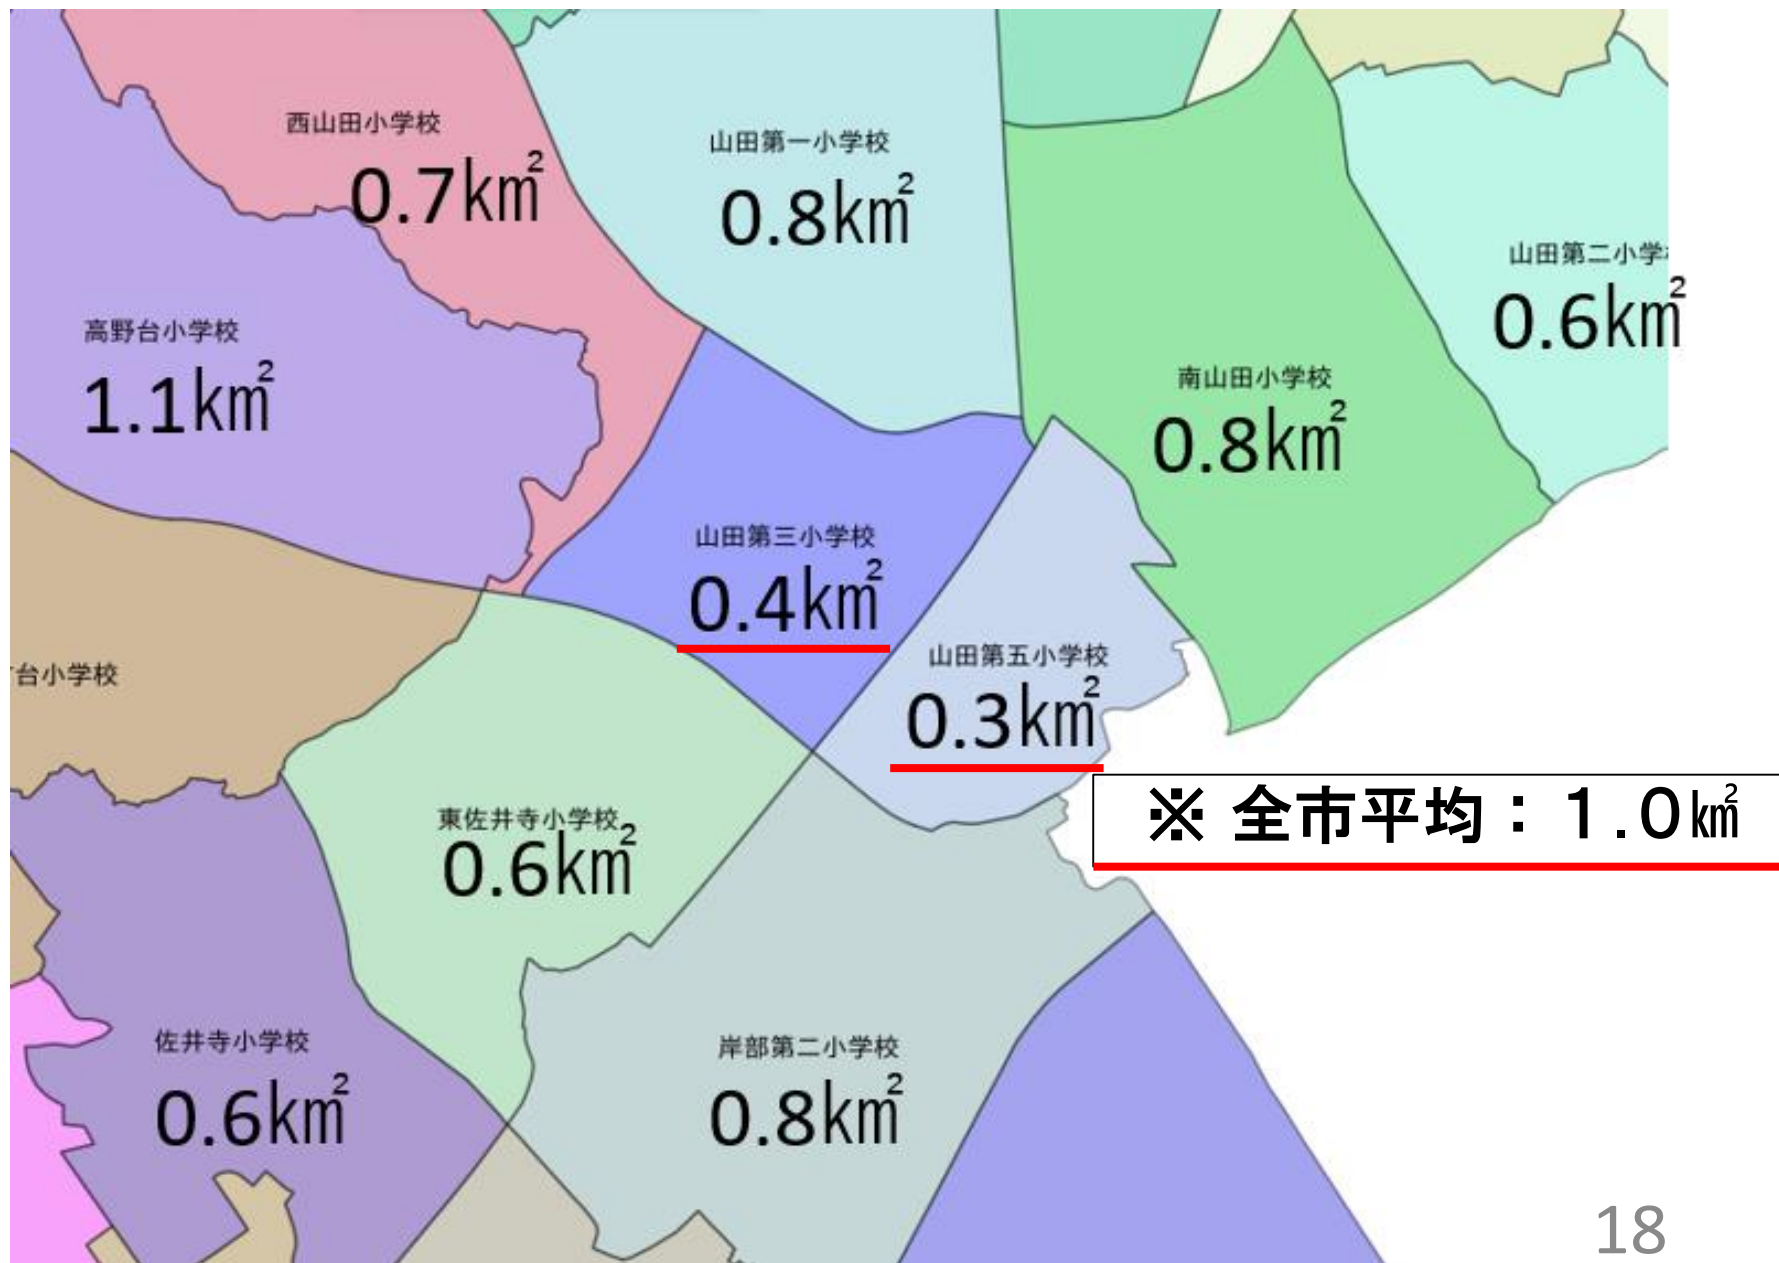 西山田小学校
0.7㎢
山田第一小学校
0.8㎢
山田第二小学
0.6㎢
高野台小学校
1.1㎢
南山田小学校
0.8㎢
山田第三小学校
0.4㎢
山田第五小学校
0.3㎢
台小学校
※ 全市平均：１.０㎢
東佐井寺小学校
0.6㎢
佐井寺小学校
0.6㎢
岸部第二小学校
0.8㎢
18